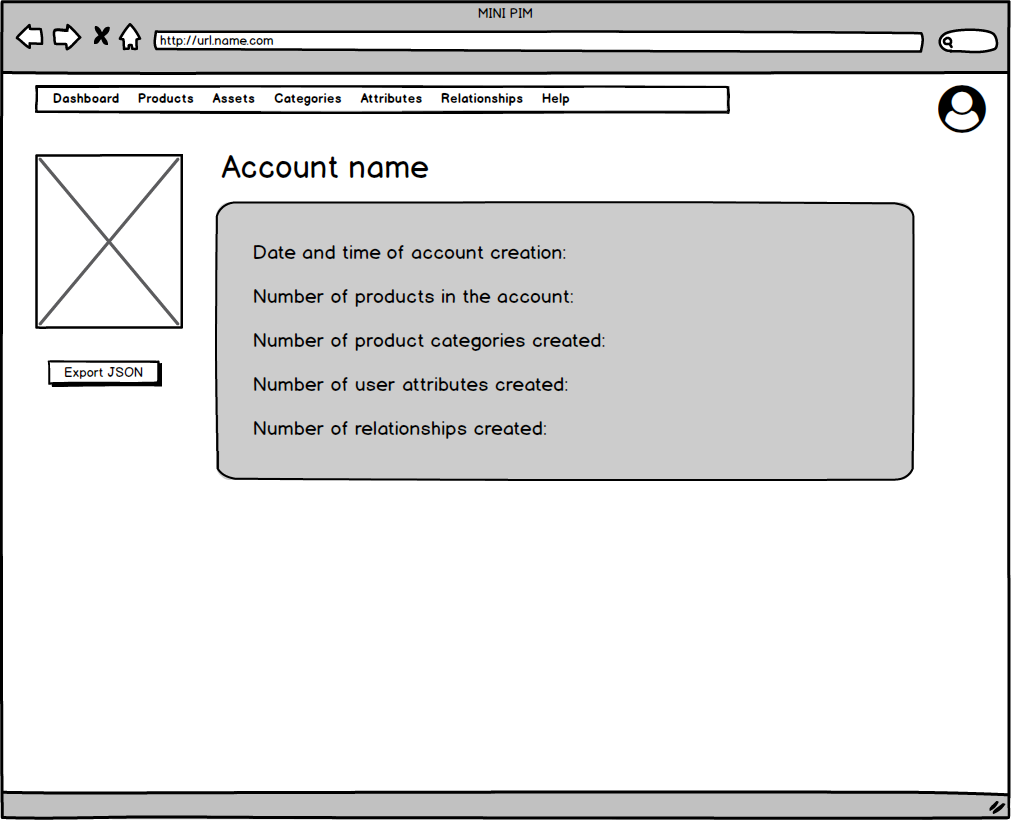 MINI PIM
http://url.name.com
Dashboard Products Assets Categories Attributes Relationships Help
Account name
Date and time of account creation:
Number of products in the account:
Number of product categories created:
Number of user attributes created:
Number of relationships created:
Export JSON